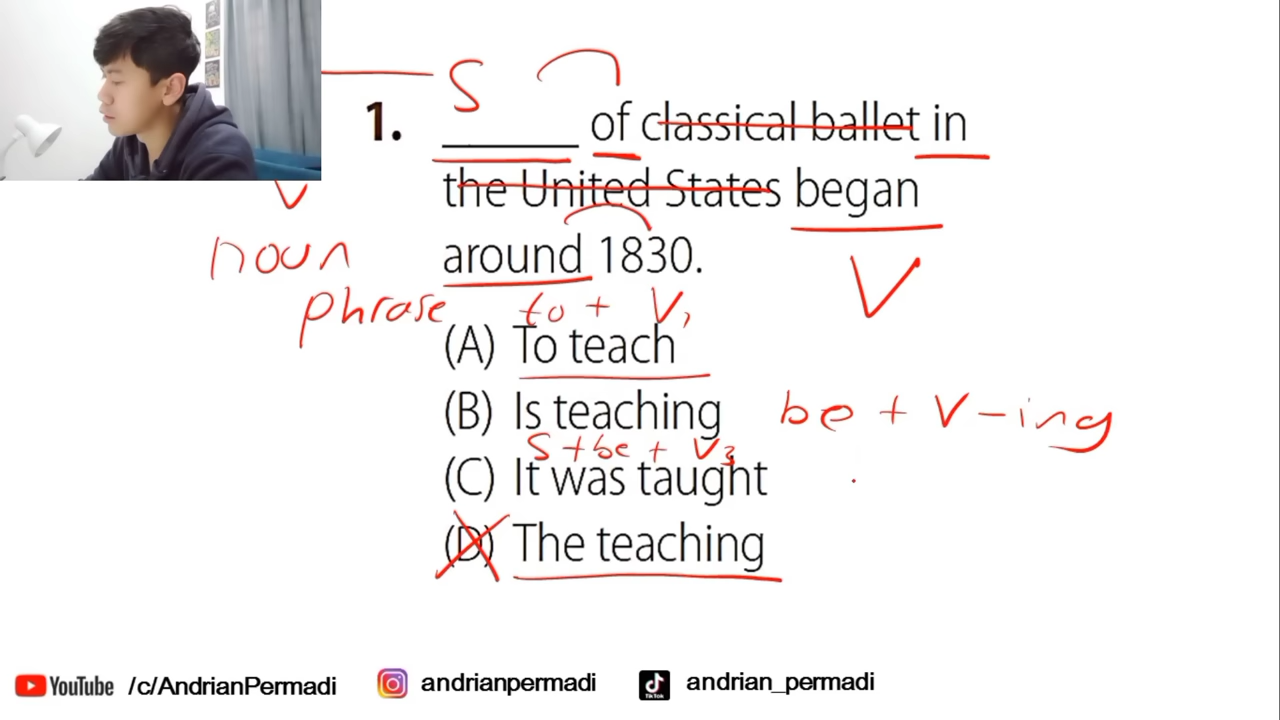 S
1. ______ of classical ballet in
the United States began
V
around 1830.
noun
phrase
V
to + V1
(A) To teach
(B) Is teaching be + V-ing
S + be + V3
(C) It was taught
(D) The teaching
YouTube /c/AndrianPermadi andrianpermadi TikTok andrian_permadi